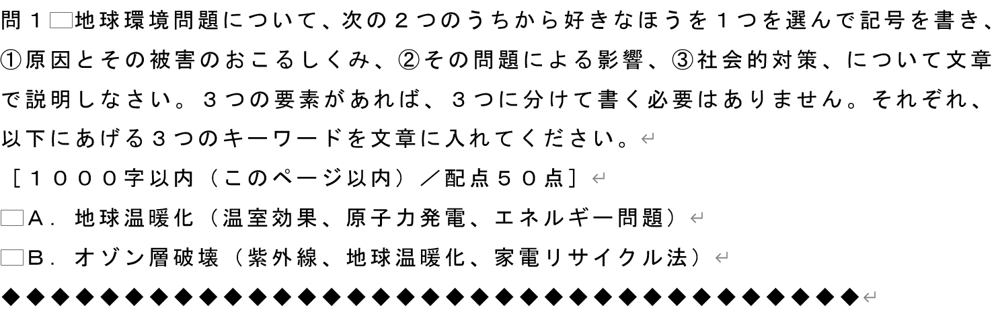 問１□地球環境問題について、次の２つのうちから好きなほうを１つを選んで記号を書き、
①原因とその被害のおこるしくみ、②その問題による影響、③社会的対策、について文章
で説明しなさい。３つの要素があれば、３つに分けて書く必要はありません。それぞれ、
以下にあげる３つのキーワードを文章に入れてください。↵
［１０００字以内（このページ以内）／配点５０点］↵
□Ａ．地球温暖化（温室効果、原子力発電、エネルギー問題）↵
□Ｂ．オゾン層破壊（紫外線、地球温暖化、家電リサイクル法）↵
◆◆◆◆◆◆◆◆◆◆◆◆◆◆◆◆◆◆◆◆◆◆◆◆◆◆◆◆◆◆◆◆◆◆◆↵